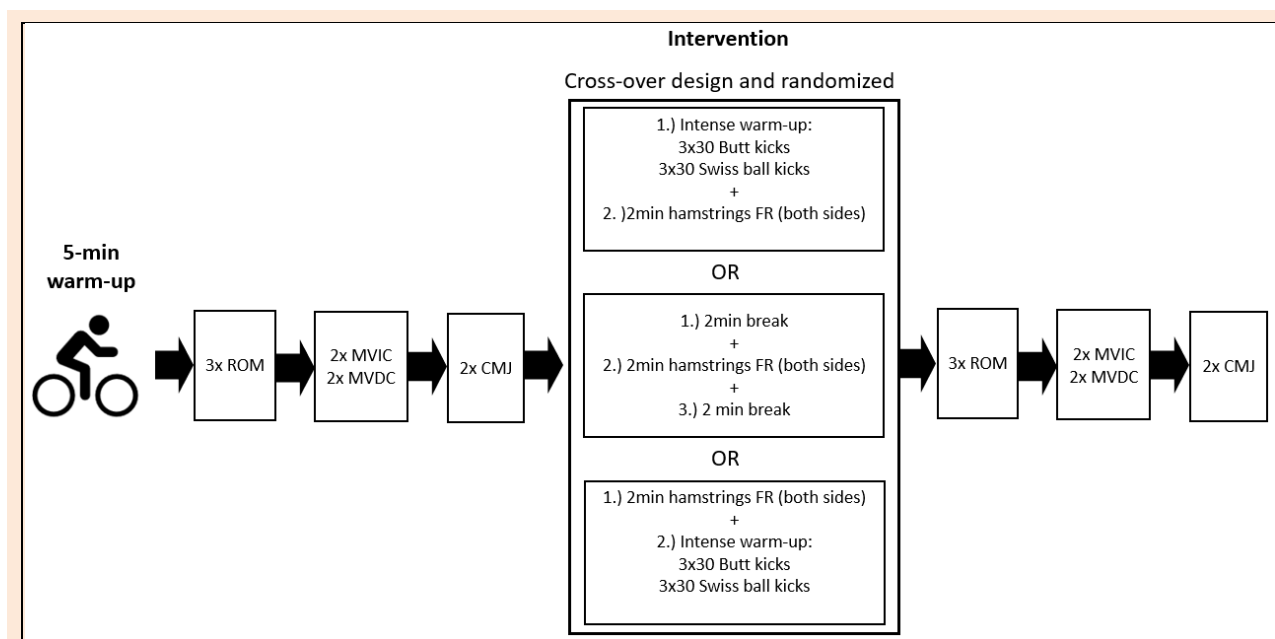 Intervention
Cross-over design and randomized
5-min
warm-up
3x ROM
2x MVIC
2x MVDC
2x CMJ
1.) Intense warm-up:
3x30 Butt kicks
3x30 Swiss ball kicks
+
2. )2min hamstrings FR (both sides)
OR
1.) 2min break
+
2.) 2min hamstrings FR (both sides)
+
3.) 2 min break
OR
1.) 2min hamstrings FR (both sides)
+
2.) Intense warm-up:
3x30 Butt kicks
3x30 Swiss ball kicks
3x ROM
2x MVIC
2x MVDC
2x CMJ